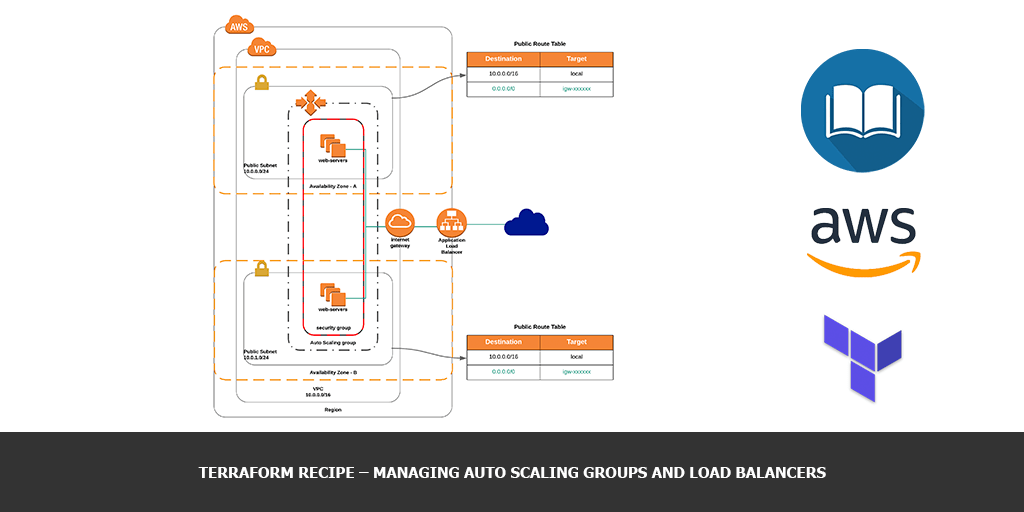 AWS
VPC
Public Route Table
Destination Target
10.0.0.0/16 local
0.0.0.0/0 igw-xxxxxx
web-servers
Public Subnet
10.0.0.0/24
Availability Zone - A
Internet
gateway
Application
Load
Balancer
web-servers
security group
Auto Scaling group
Public Subnet
10.0.1.0/24
Availability Zone - B
Public Route Table
Destination Target
10.0.0.0/16 local
0.0.0.0/0 igw-xxxxxx
VPC
10.0.0.0/16
Region
aws
TERRAFORM RECIPE – MANAGING AUTO SCALING GROUPS AND LOAD BALANCERS